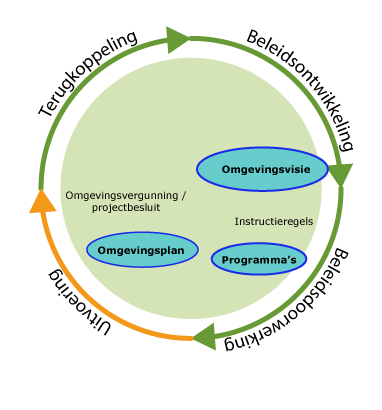 Terugkoppeling
Beleidsontwikkeling
Omgevingsvisie
Omgevingsvergunning /
projectbesluit
Instructieregels
Omgevingsplan
Programma's
Uitvoering
Beleidsdoorwerking